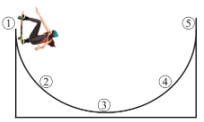 ① ⑤
② ④
③